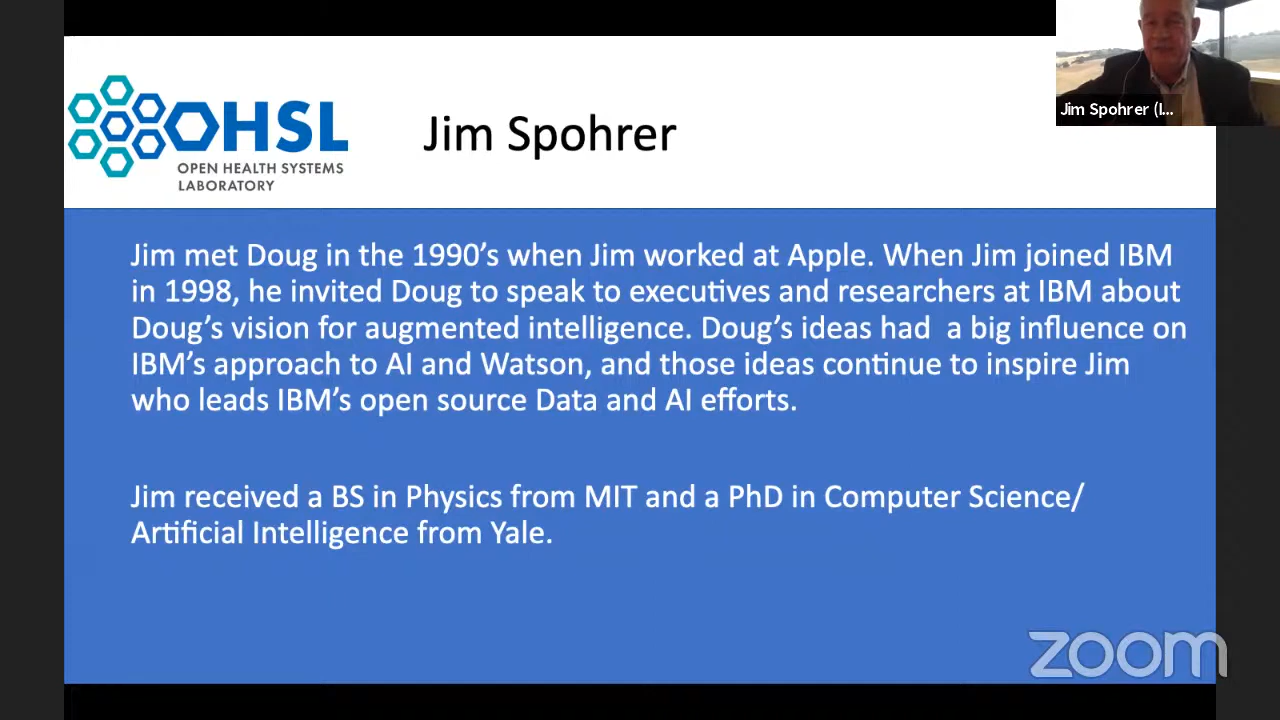 OHSL
OPEN HEALTH SYSTEMS
LABORATORY
Jim Spohrer
Jim Spohrer (I...
Jim met Doug in the 1990’s when Jim worked at Apple. When Jim joined IBM
in 1998, he invited Doug to speak to executives and researchers at IBM about
Doug’s vision for augmented intelligence. Doug’s ideas had  a big influence on
IBM’s approach to AI and Watson, and those ideas continue to inspire Jim
who leads IBM’s open source Data and AI efforts.
Jim received a BS in Physics from MIT and a PhD in Computer Science/
Artificial Intelligence from Yale.
zoom